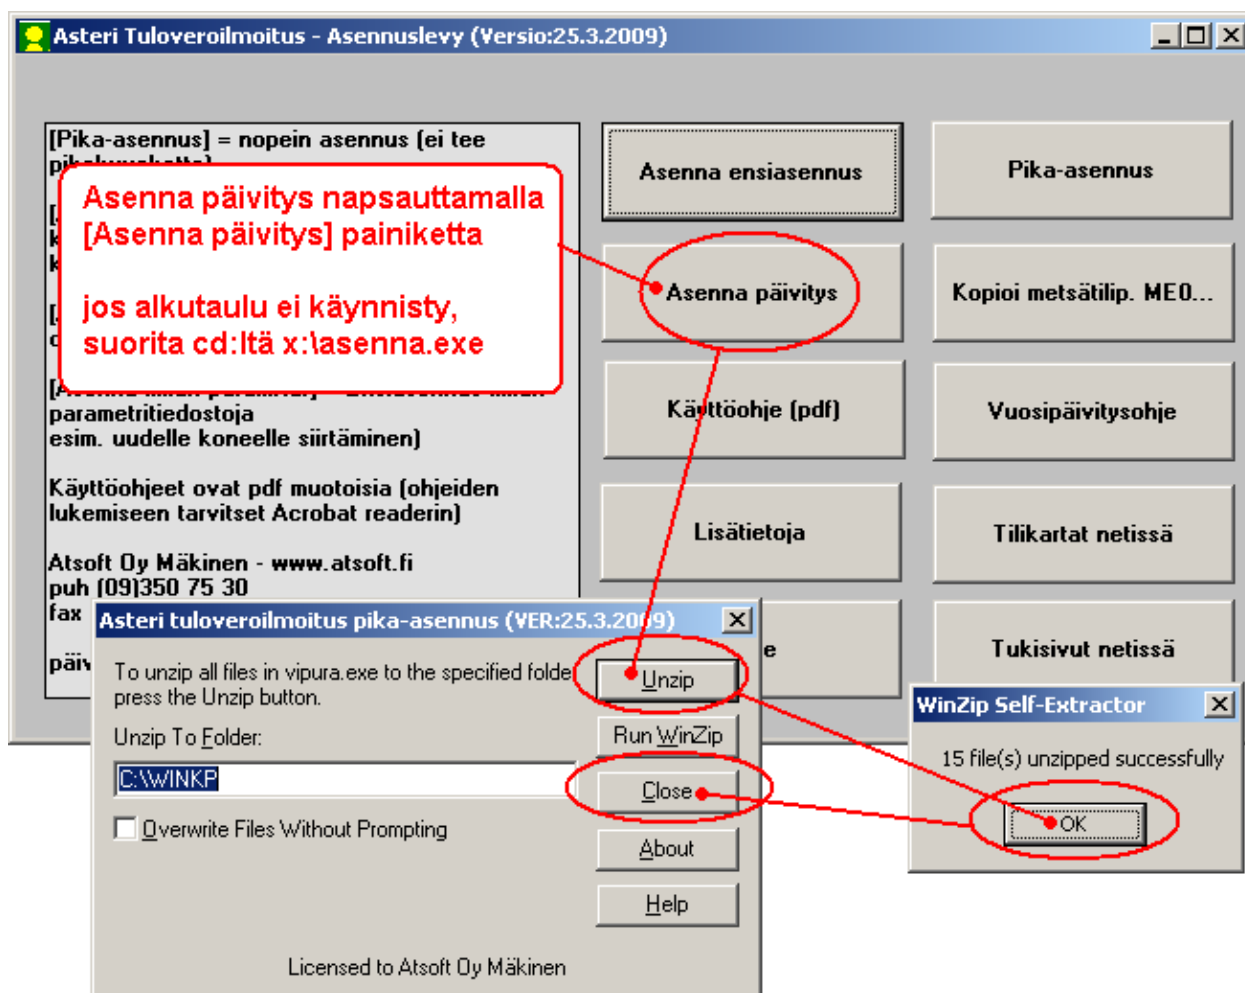 Asteri Tuloveroilmoitus - Asennuslevy (Versio:25.3.2009)
[Pika-asennus] = nopein asennus (ei tee
Asenna päivitys napsauttamalla
[Asenna päivitys] painiketta
jos alkutaulu ei käynnisty,
suorita cd:ltä x:\asenna.exe
parametritiedostoja
esim. uudelle koneelle siirtäminen)
Käyttöohjeet ovat pdf muotoisia (ohjeiden
lukemiseen tarvitset Acrobat readerin)
Atsoft Oy Mäkinen - www.atsoft.fi
puh (09)350 75 30
fax
Asenna ensiasennus
Pika-asennus
Asenna päivitys
Kopioi metsätilip. ME0...
Käyttöohje (pdf)
Vuosipäivitysohje
Lisätietoja
Tilikartat netissä
Tukisivut netissä
Asteri tuloveroilmoitus pika-asennus (VER:25.3.2009)
To unzip all files in vipura.exe to the specified folde
press the Unzip button.
Unzip To Folder:
C:\WINKP
Overwrite Files Without Prompting
Unzip
Run WinZip
Close
About
Help
Licensed to Atsoft Oy Mäkinen
WinZip Self-Extractor
15 file(s) unzipped successfully
OK